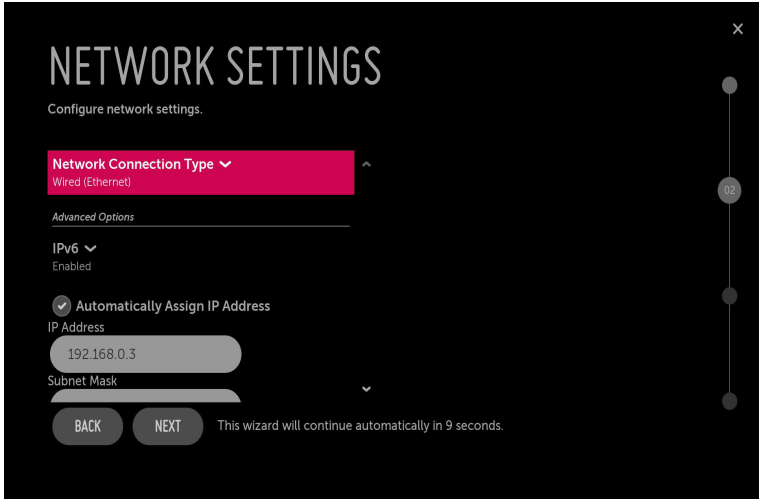 NETWORK SETTINGS
Configure network settings.
Network Connection Type
Wired (Ethernet)
02
Advanced Options
IPv6
Enabled
Automatically Assign IP Address
IP Address
192.168.0.3
Subnet Mask
BACK
NEXT
This wizard will continue automatically in 9 seconds.